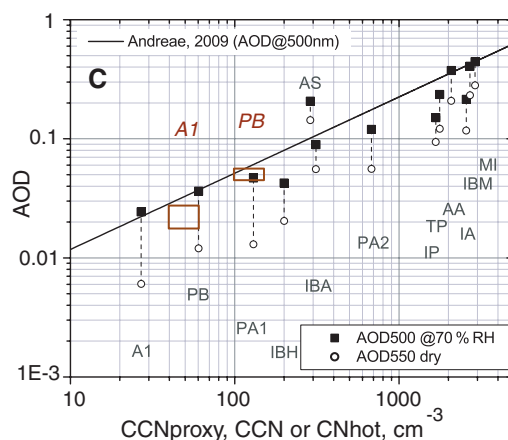 1
Andreae, 2009 (AOD@500nm)
C
AS
A1
PB
0.1
AOD
MI
IBM
AA
TP
IA
PA2
IP
0.01
IBA
PB
PA1
A1
IBH
AOD500 @70 % RH
AOD550 dry
1E-3
10
100
1000
CCNproxy, CCN or CNhot, cm-3